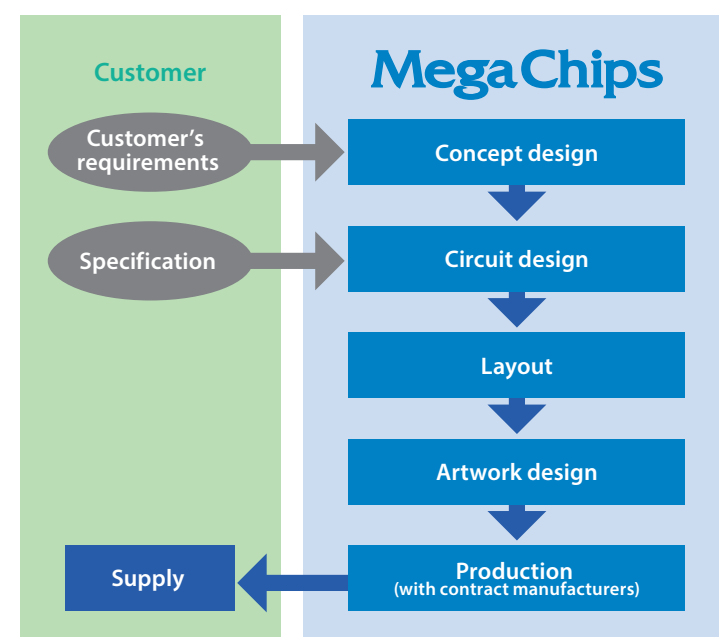 Customer
MegaChips
Customer’s
requirements
Concept design
Specification
Circuit design
Layout
Artwork design
Supply
Production
(with contract manufacturers)